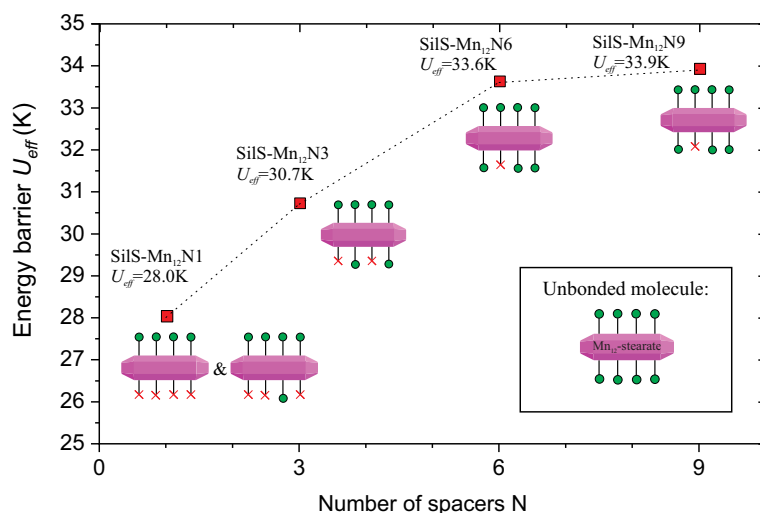 SilS-Mn₁₂N6
U_eff=33.6K
SilS-Mn₁₂N9
U_eff=33.9K
SilS-Mn₁₂N3
U_eff=30.7K
SilS-Mn₁₂N1
U_eff=28.0K
&
Unbonded molecule:
Mn₁₂-stearate
Energy barrier U_eff (K)
35
34
33
32
31
30
29
28
27
26
25
0
3
6
9
Number of spacers N